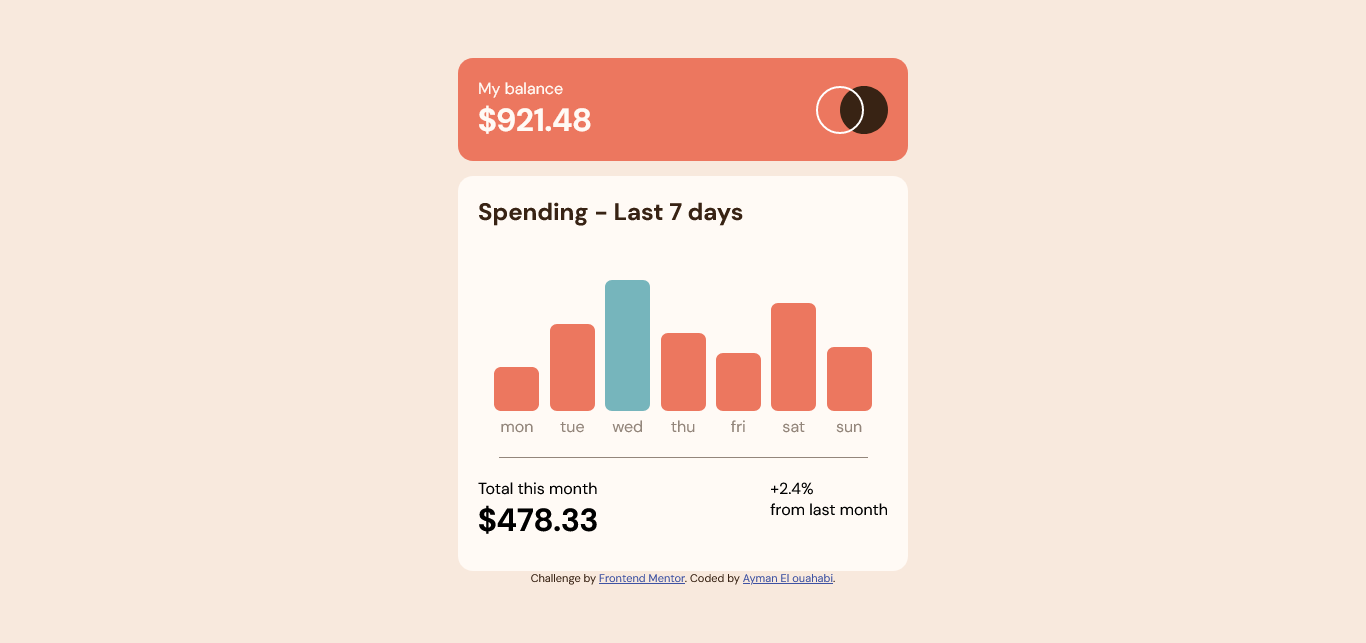 My balance
$921.48
Spending - Last 7 days
mon tue wed thu fri sat sun
Total this month
$478.33
+2.4%
from last month
Challenge by Frontend Mentor. Coded by Ayman El ouahabi.